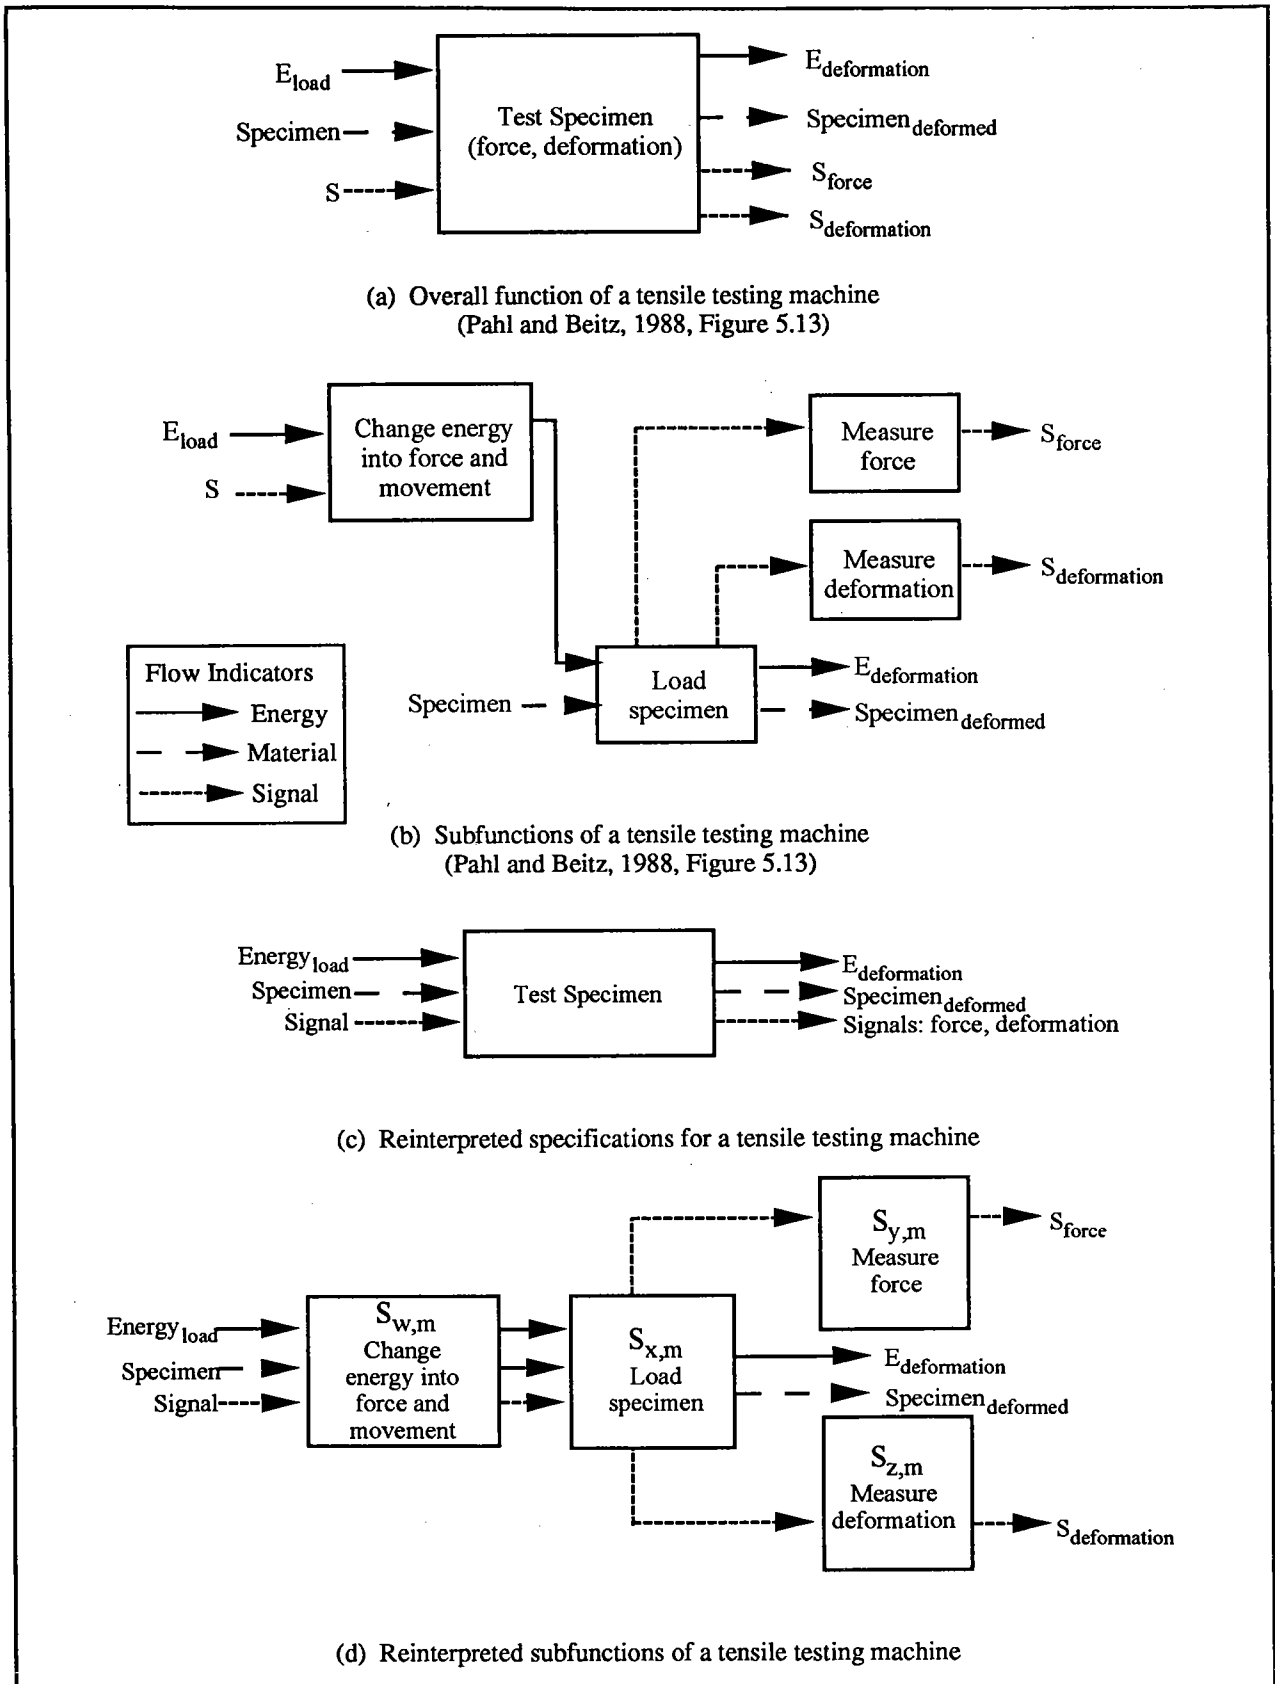 E_load
Specimen
S
Test Specimen
(force, deformation)
E_deformation
Specimen_deformed
S_force
S_deformation
(a) Overall function of a tensile testing machine
(Pahl and Beitz, 1988, Figure 5.13)
E_load
S
Change energy
into force and
movement
Measure
force
S_force
Measure
deformation
S_deformation
Flow Indicators
Energy
Material
Signal
Specimen
Load
specimen
E_deformation
Specimen_deformed
(b) Subfunctions of a tensile testing machine
(Pahl and Beitz, 1988, Figure 5.13)
Energy_load
Specimen
Signal
Test Specimen
E_deformation
Specimen_deformed
Signals: force, deformation
(c) Reinterpreted specifications for a tensile testing machine
Energy_load
Specimen
Signal
S_w,m
Change
energy into
force and
movement
S_x,m
Load
specimen
S_y,m
Measure
force
S_force
E_deformation
Specimen_deformed
S_z,m
Measure
deformation
S_deformation
(d) Reinterpreted subfunctions of a tensile testing machine